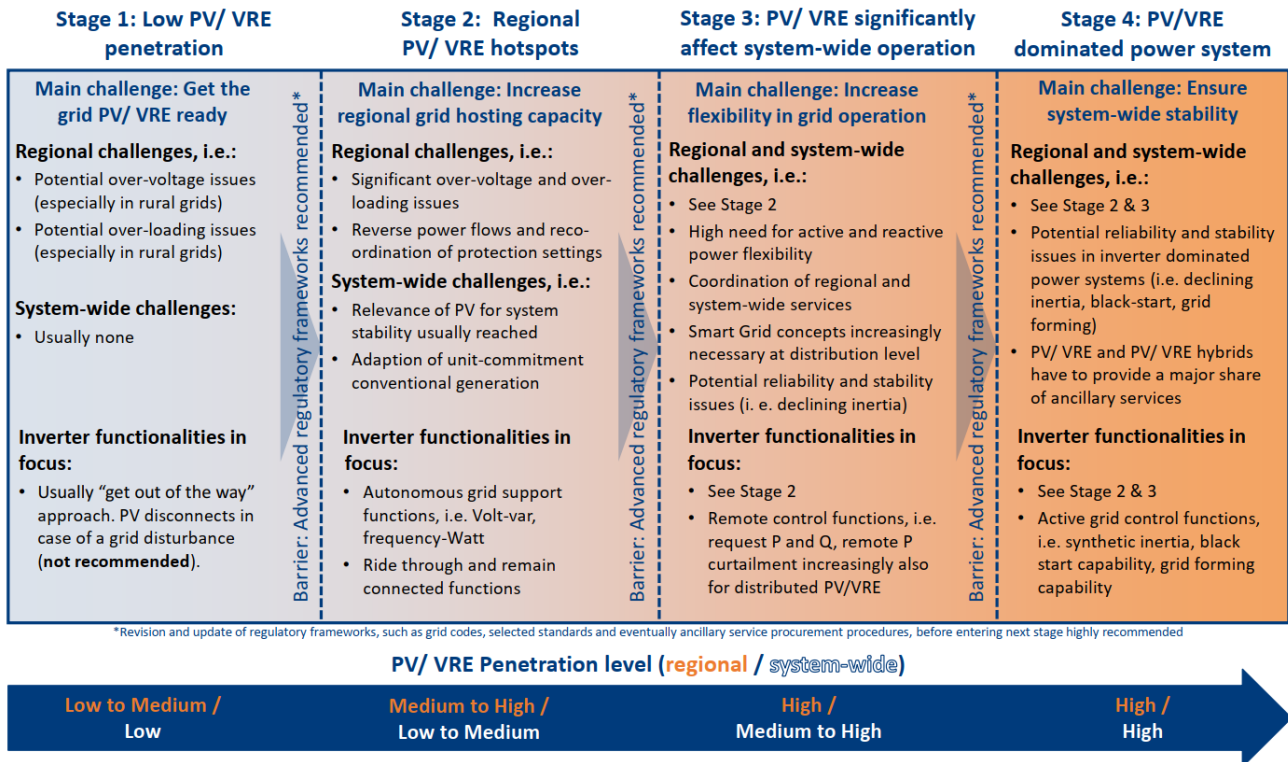 Stage 1: Low PV/ VRE
penetration
Main challenge: Get the
grid PV/ VRE ready
Regional challenges, i.e.:
• Potential over-voltage issues
(especially in rural grids)
• Potential over-loading issues
(especially in rural grids)
System-wide challenges:
• Usually none
Inverter functionalities in
focus:
• Usually “get out of the way”
approach. PV disconnects in
case of a grid disturbance
(not recommended).
Barrier: Advanced regulatory frameworks recommended*
Stage 2: Regional
PV/ VRE hotspots
Main challenge: Increase
regional grid hosting capacity
Regional challenges, i.e.:
• Significant over-voltage and over-
loading issues
• Reverse power flows and reco-
ordination of protection settings
System-wide challenges, i.e.:
• Relevance of PV for system
stability usually reached
• Adaption of unit-commitment
conventional generation
Inverter functionalities in
focus:
• Autonomous grid support
functions, i.e. Volt-var,
frequency-Watt
• Ride through and remain
connected functions
Barrier: Advanced regulatory frameworks recommended*
Stage 3: PV/ VRE significantly
affect system-wide operation
Main challenge: Increase
flexibility in grid operation
Regional and system-wide
challenges, i.e.:
• See Stage 2
• High need for active and reactive
power flexibility
• Coordination of regional and
system-wide services
• Smart Grid concepts increasingly
necessary at distribution level
• Potential reliability and stability
issues (i. e. declining inertia)
Inverter functionalities in
focus:
• See Stage 2
• Remote control functions, i.e.
request P and Q, remote P
curtailment increasingly also
for distributed PV/VRE
Barrier: Advanced regulatory frameworks recommended*
Stage 4: PV/VRE
dominated power system
Main challenge: Ensure
system-wide stability
Regional and system-wide
challenges, i.e.:
• See Stage 2 & 3
• Potential reliability and stability
issues in inverter dominated
power systems (i.e. declining
inertia, black-start, grid
forming)
• PV/ VRE and PV/ VRE hybrids
have to provide a major share
of ancillary services
Inverter functionalities in
focus:
• See Stage 2 & 3
• Active grid control functions,
i.e. synthetic inertia, black
start capability, grid forming
capability
*Revision and update of regulatory frameworks, such as grid codes, selected standards and eventually ancillary service procurement procedures, before entering next stage highly recommended
PV/ VRE Penetration level (regional / system-wide)
Low to Medium /
Low
Medium to High /
Low to Medium
High /
Medium to High
High /
High